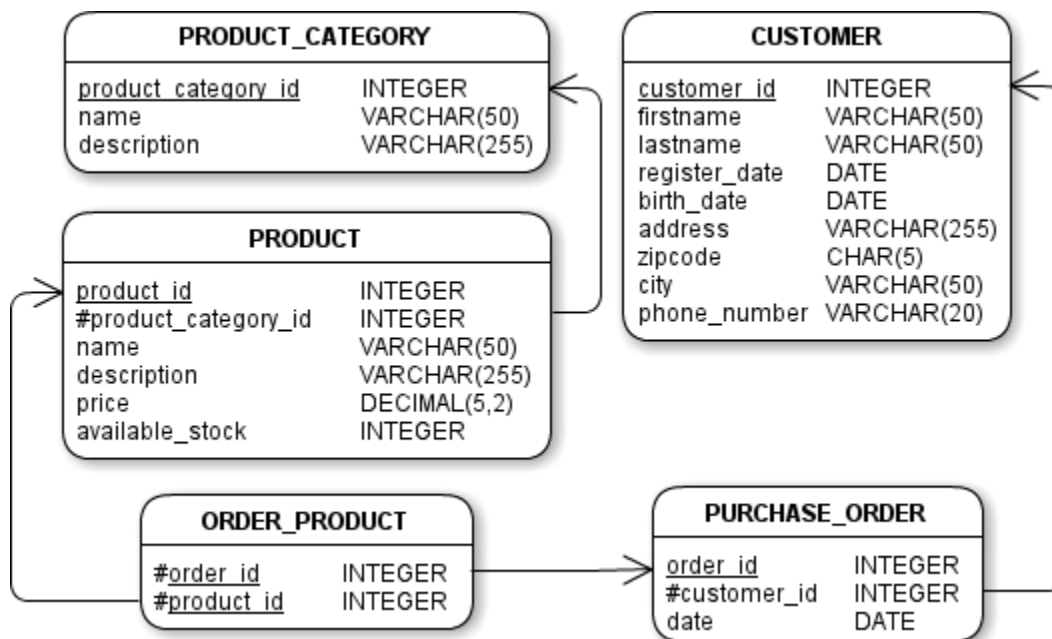 PRODUCT_CATEGORY
product_category_id INTEGER
name VARCHAR(50)
description VARCHAR(255)
CUSTOMER
customer_id INTEGER
firstname VARCHAR(50)
lastname VARCHAR(50)
register_date DATE
birth_date DATE
address VARCHAR(255)
zipcode CHAR(5)
city VARCHAR(50)
phone_number VARCHAR(20)
PRODUCT
product_id INTEGER
#product_category_id INTEGER
name VARCHAR(50)
description VARCHAR(255)
price DECIMAL(5,2)
available_stock INTEGER
ORDER_PRODUCT
#order_id INTEGER
#product_id INTEGER
PURCHASE_ORDER
order_id INTEGER
#customer_id INTEGER
date DATE